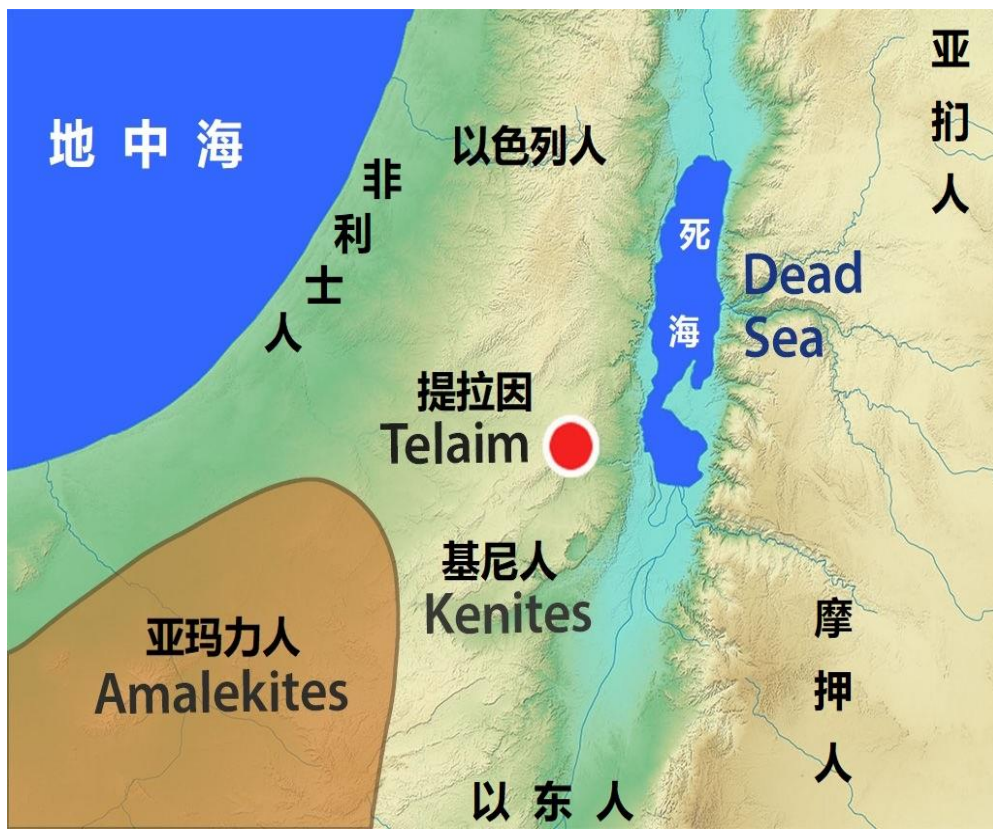 地中海
以色列人
亚扪人
非利士人
死海
Dead
Sea
提拉因
Telaim
基尼人
Kenites
亚玛力人
Amalekites
摩押人
以东人